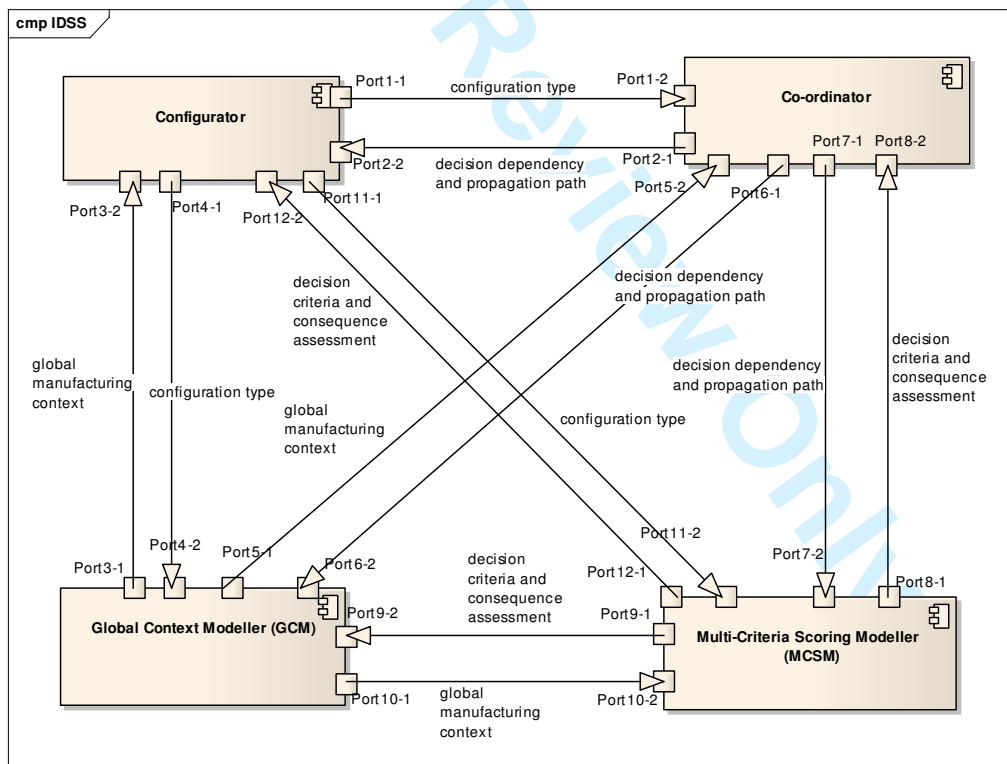 cmp IDSS
Port1-1
configuration type
Port1-2
Configurator
Co-ordinator
Port7-1
Port8-2
Port2-2
decision dependency
and propagation path
Port2-1
Port5-2
Port6-1
Port3-2
Port4-1
Port12-2
Port11-1
decision
criteria and
consequence
assessment
decision dependency
and propagation path
global
manufacturing
context
configuration type
global
manufacturing
context
configuration type
decision dependency
and propagation path
decision
criteria and
consequence
assessment
Port3-1
Port4-2
Port5-1
Port6-2
Port11-2
Port12-1
Port7-2
Port8-1
Global Context Modeller (GCM)
Port9-2
decision
criteria and
consequence
assessment
Port9-1
Multi-Criteria Scoring Modeller
(MCSM)
Port10-1
global
manufacturing
context
Port10-2
Review Only